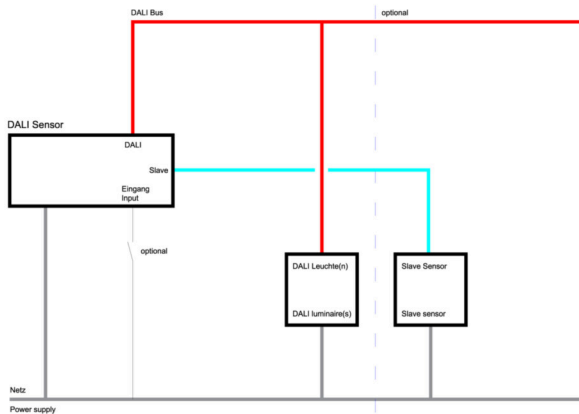 DALI Bus
optional
DALI Sensor
DALI
Slave
Eingang
Input
optional
DALI Leuchte(n)
Slave Sensor
DALI luminaire(s)
Slave sensor
Netz
Power supply